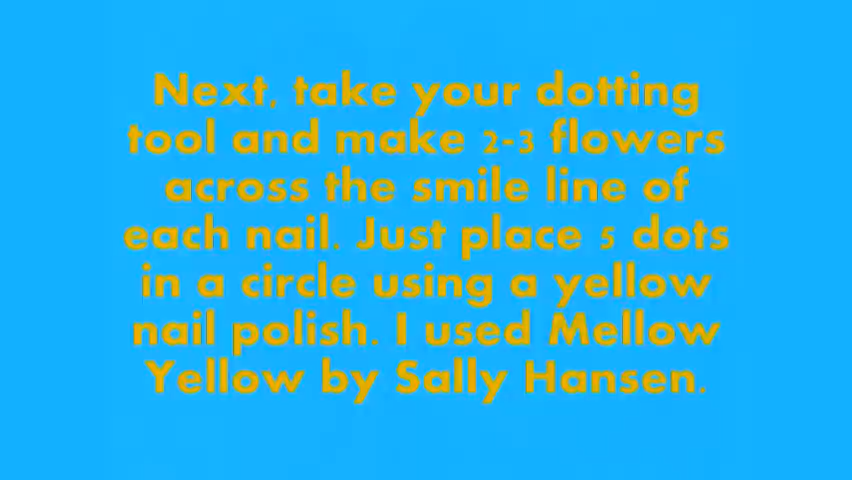 Next, take your dotting
tool and make 2-3 flowers
across the smile line of
each nail. Just place 5 dots
in a circle using a yellow
nail polish. I used Mellow
Yellow by Sally Hansen.